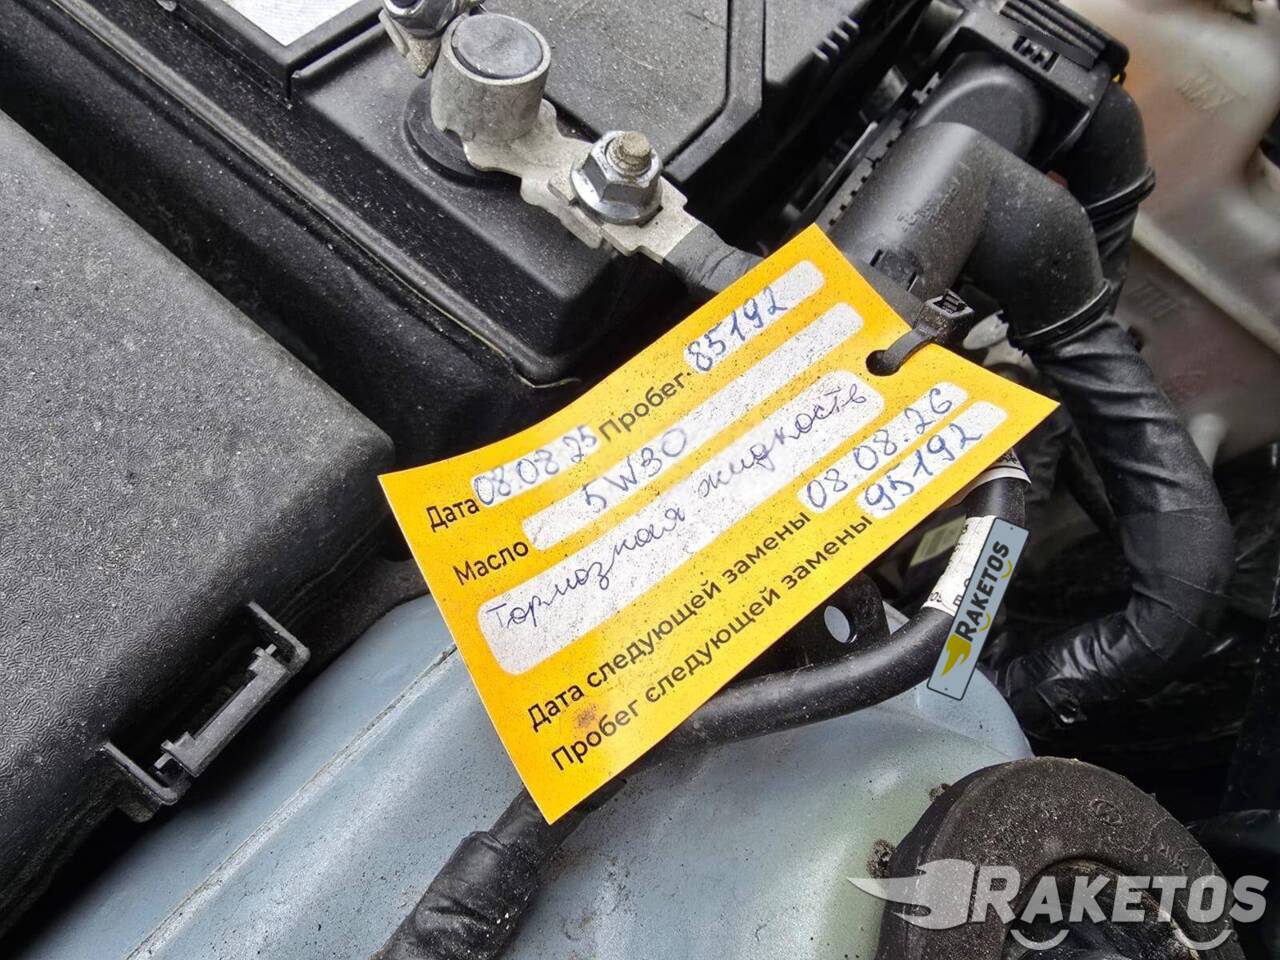 Дата 08.08.25 Пробег. 85192
Масло 5W30
Тормозная жидкость
Дата следующей замены 08.08.26
Пробег следующей замены 95192
MAX
RAKETOS
RAKETOS